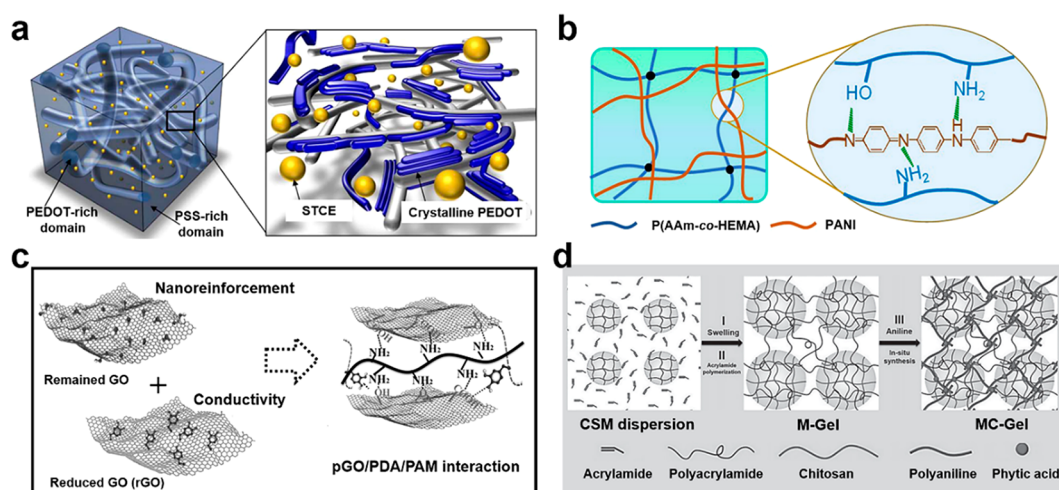 a
PEDOT-rich
domain
PSS-rich
domain
STCE
Crystalline PEDOT
b
HO
NH2
H
N
N
N
NH2
P(AAm-co-HEMA)
PANI
c
Nanoreinforcement
Remained GO
+
Conductivity
Reduced GO (rGO)
NH2
NH2
NH2
NH2
NH2
OH
pGO/PDA/PAM interaction
d
I
Swelling
II
Acrylamide
polymerization
III
Aniline
In-situ
synthesis
CSM dispersion
M-Gel
MC-Gel
Acrylamide
Polyacrylamide
Chitosan
Polyaniline
Phytic acid